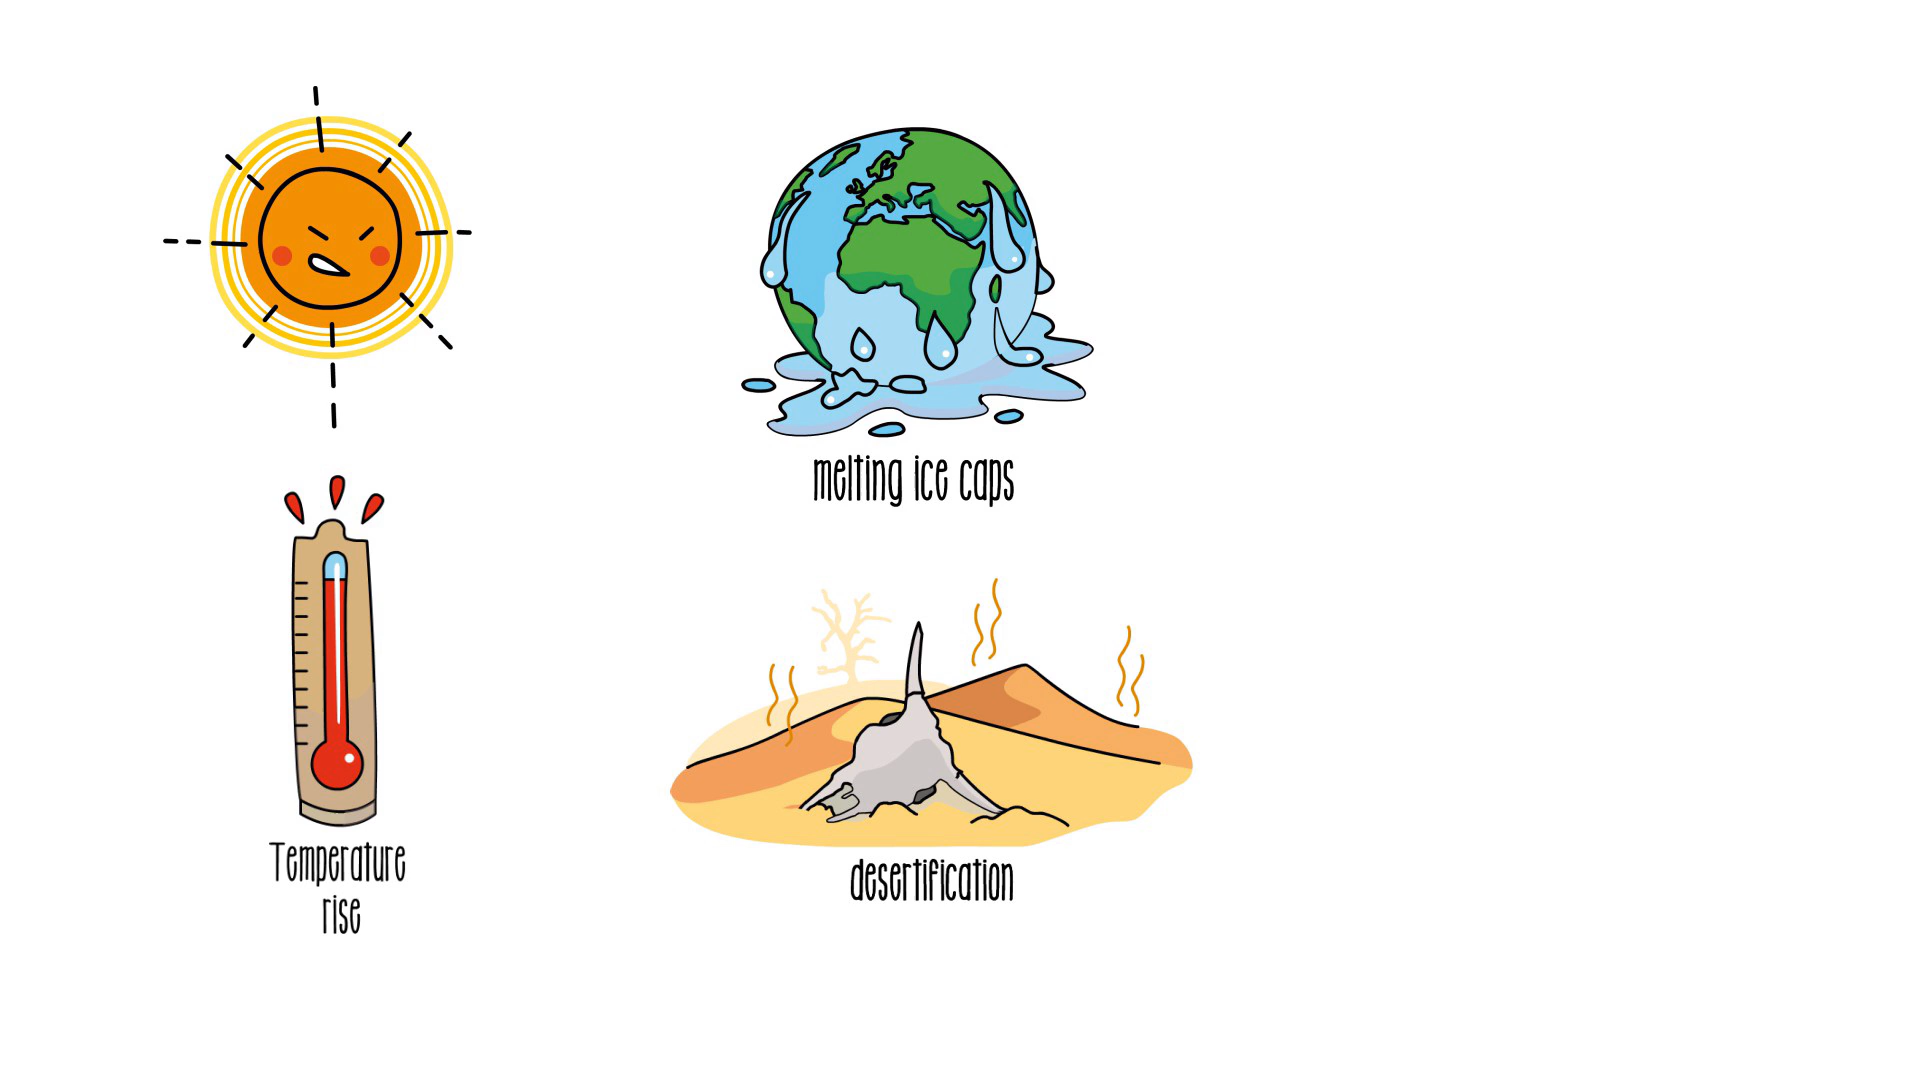 melting ice caps
Temperature
rise
desertification